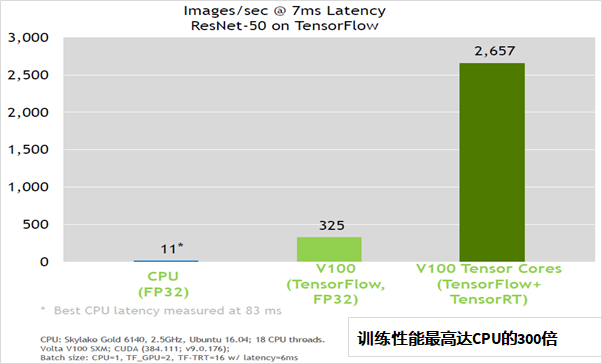 Images/sec @ 7ms Latency
ResNet-50 on TensorFlow
3,000
2,500
2,000
1,500
1,000
500
0
11*
325
2,657
CPU
(FP32)
V100
(TensorFlow,
FP32)
V100 Tensor Cores
(TensorFlow+
TensorRT)
* Best CPU latency measured at 83 ms
训练性能最高达CPU的300倍
CPU: Skylake Gold 6140, 2.5GHz, Ubuntu 16.04; 18 CPU threads.
Volta V100 SXM; CUDA (384.111; v9.0.176);
Batch size: CPU=1, TF_GPU=2, TF-TRT=16 w/ latency=6ms